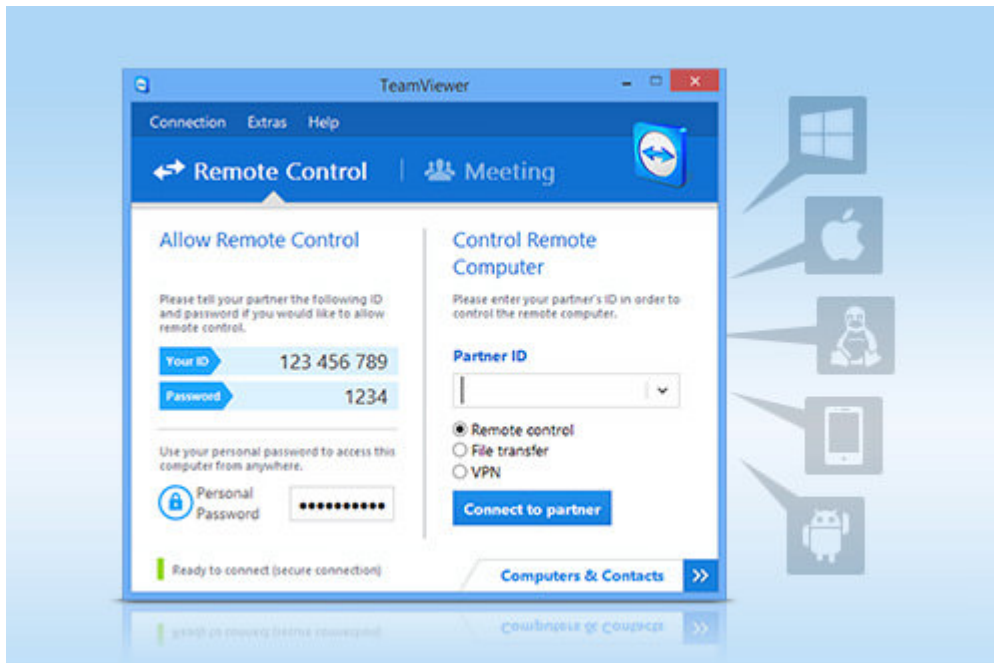 TeamViewer
Connection Extras Help
Remote Control
Meeting
Allow Remote Control
Please tell your partner the following ID
and password if you would like to allow
remote control.
Your ID 123 456 789
Password 1234
Use your personal password to access this
computer from anywhere.
Personal
Password
Ready to connect (secure connection)
Control Remote
Computer
Please enter your partner's ID in order to
control the remote computer.
Partner ID
Remote control
File transfer
VPN
Connect to partner
Computers & Contacts